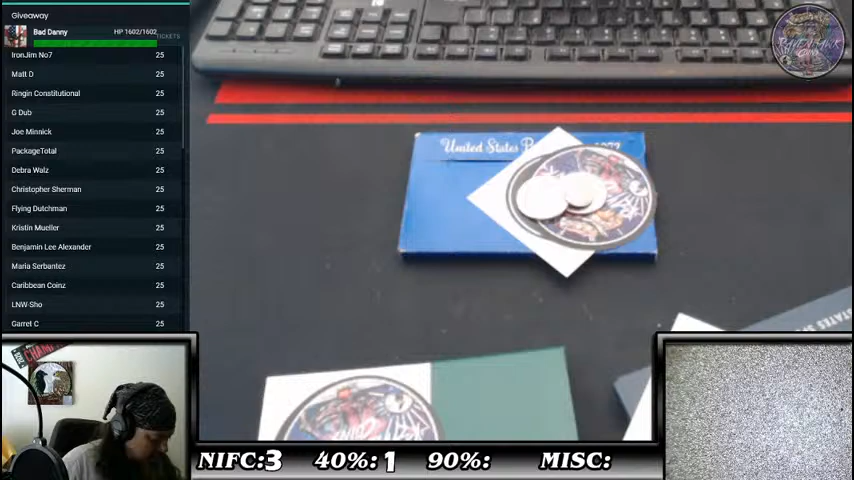 Giveaway
Bad Danny HP 1602/1602
TICKETS
IronJim No7 25
Matt D 25
Ringin Constitutional 25
G Dub 25
Joe Minnick 25
PackageTotal 25
Debra Walz 25
Christopher Sherman 25
Flying Dutchman 25
Kristin Mueller 25
Benjamin Lee Alexander 25
Maria Serbantez 25
Caribbean Coinz 25
LNW-Sho 25
Garret C 25
United States
NIFC:3 40%:1 90%: MISC: